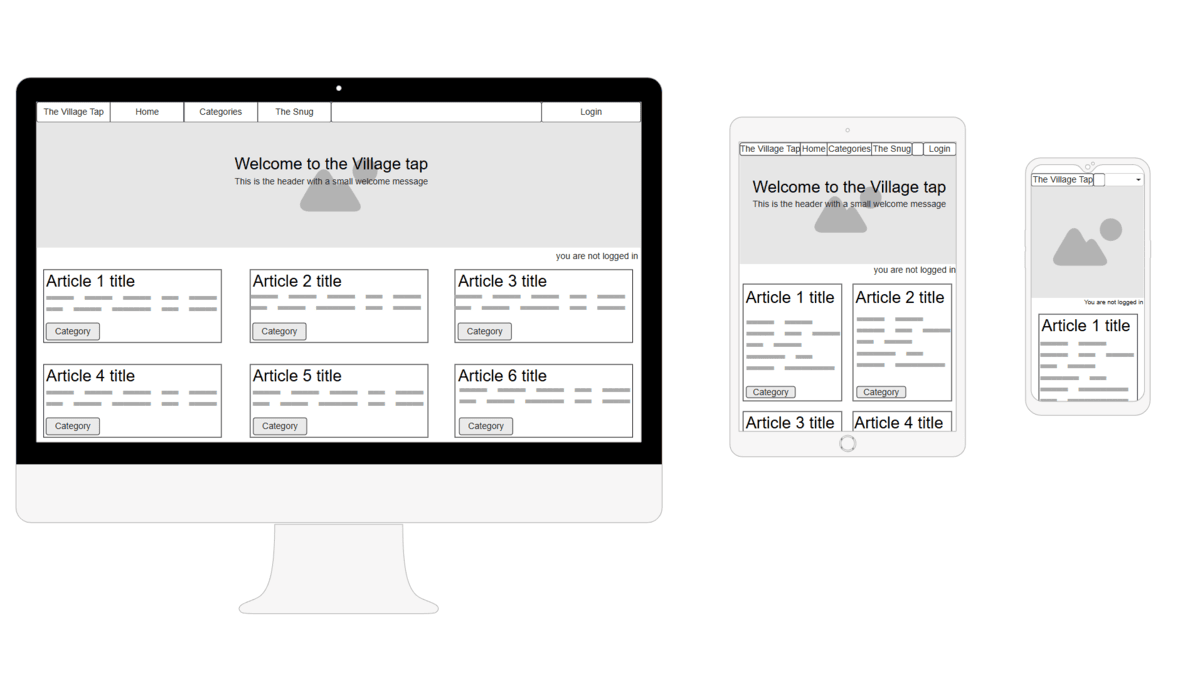 The Village Tap Home Categories The Snug Login
Welcome to the Village tap
This is the header with a small welcome message
you are not logged in
Article 1 title Article 2 title Article 3 title
Category Category Category
Article 4 title Article 5 title Article 6 title
Category Category Category
The Village Tap Home Categories The Snug Login
Welcome to the Village tap
This is the header with a small welcome message
you are not logged in
Article 1 title Article 2 title
Category Category
Article 3 title Article 4 title
The Village Tap
You are not logged in
Article 1 title